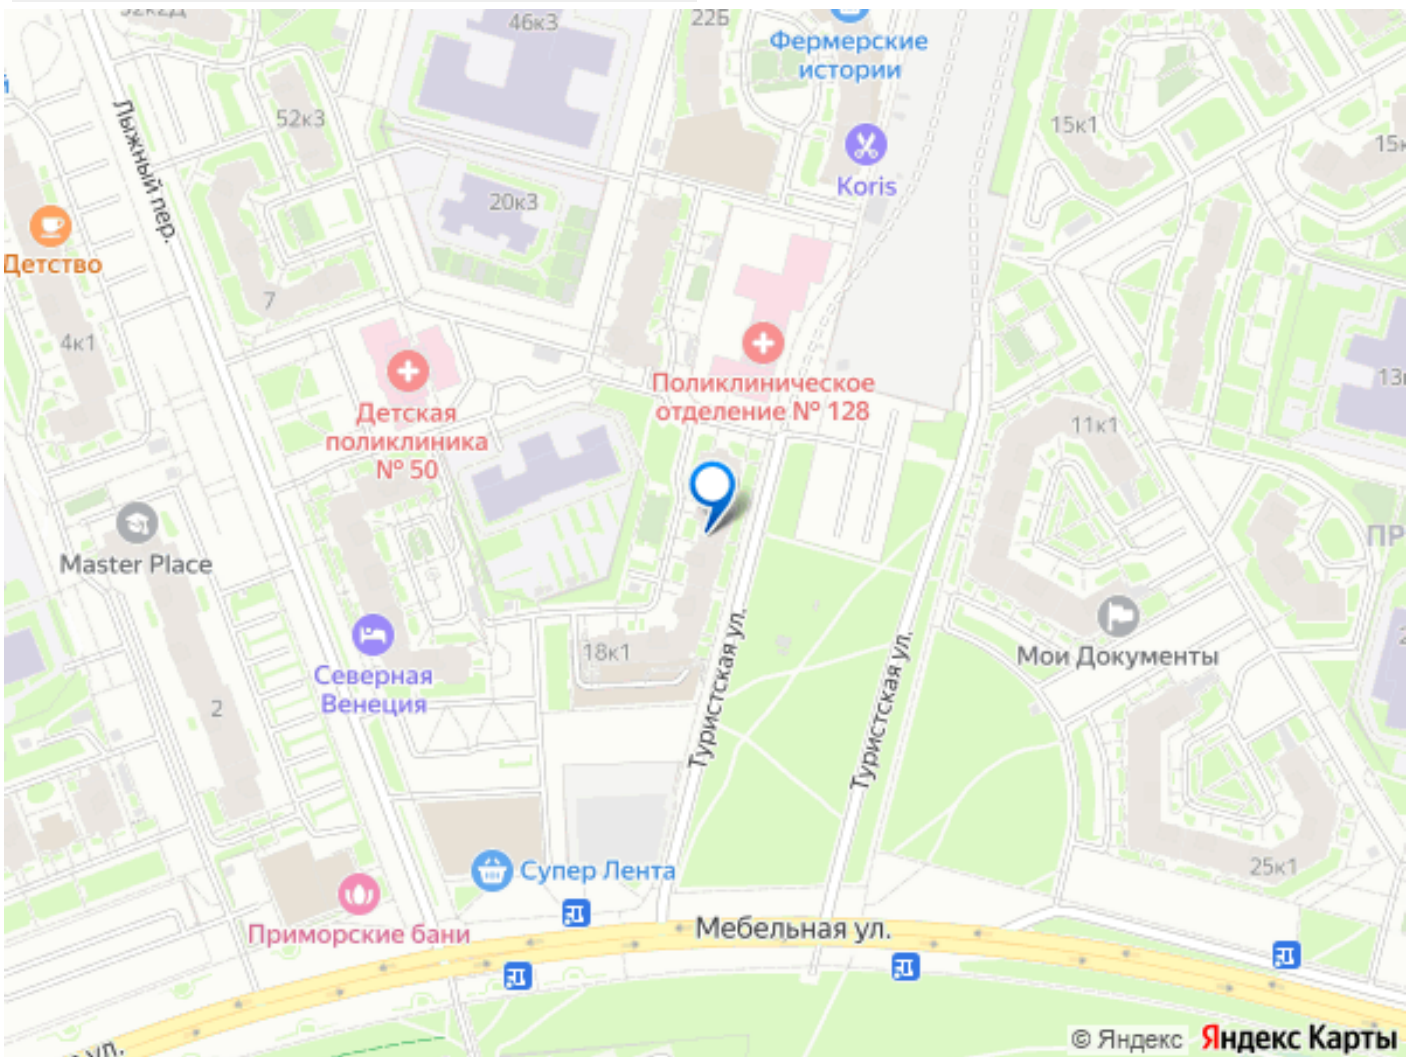 46к3
22Б
Фермерские
истории
Лыжный пер.
52к3
15к1
Koris
20к3
Детство
7
4к1
Детская
поликлиника
№ 50
Поликлиническое
отделение № 128
11к1
Master Place
ПР
18к1
Северная
Венеция
2
Туристская ул.
Туристская ул.
Мои Документы
25к1
Супер Лента
Приморские бани
Мебельная ул.
ул.
© Яндекс Яндекс Карты